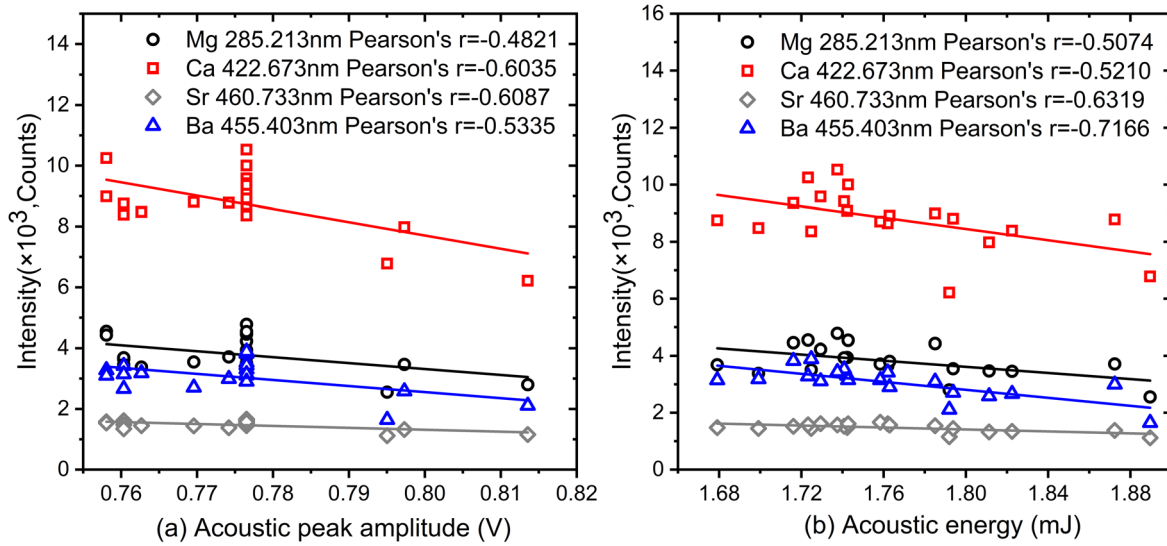 Mg 285.213nm Pearson's r=-0.4821
Ca 422.673nm Pearson's r=-0.6035
Sr 460.733nm Pearson's r=-0.6087
Ba 455.403nm Pearson's r=-0.5335
Intensity(×10³,Counts)
14
12
10
8
6
4
2
0
0.76 0.77 0.78 0.79 0.80 0.81 0.82
(a) Acoustic peak amplitude (V)
Mg 285.213nm Pearson's r=-0.5074
Ca 422.673nm Pearson's r=-0.5210
Sr 460.733nm Pearson's r=-0.6319
Ba 455.403nm Pearson's r=-0.7166
Intensity(×10³,Counts)
16
14
12
10
8
6
4
2
0
1.68 1.72 1.76 1.80 1.84 1.88
(b) Acoustic energy (mJ)